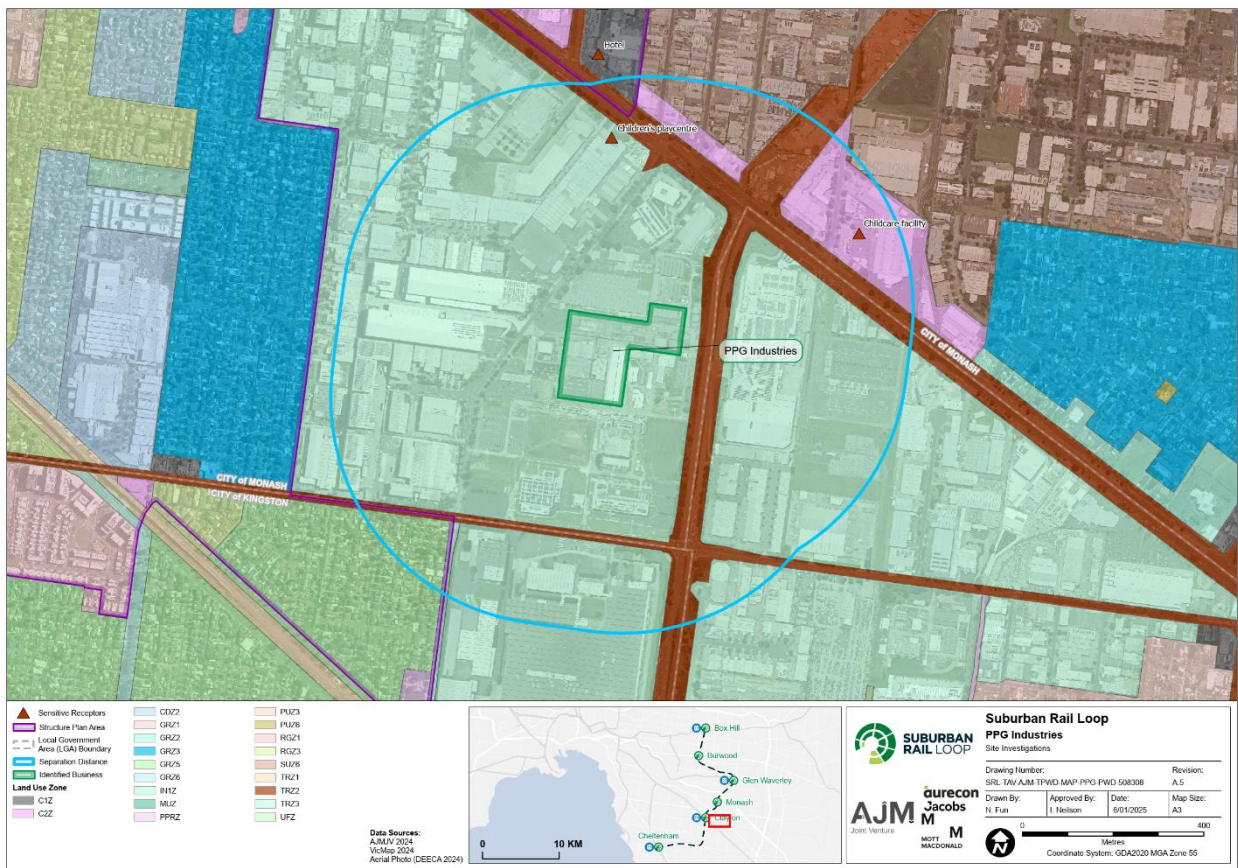 Hotel
Children's playcentre
Childcare facility
PPG Industries
CITY of MONASH
CITY of MONASH
CITY of KINGSTON
Sensitive Receptors
Structure Plan Area
Local Government
Area (LGA) Boundary
Separation Distance
Identified Business
Land Use Zone
C1Z
C2Z
CDZ2
GRZ1
GRZ2
GRZ3
GRZ5
GRZ6
IN1Z
MUZ
PPRZ
PUZ3
PUZ6
RGZ1
RGZ3
SUZ6
TRZ1
TRZ2
TRZ3
UFZ
Data Sources:
AJMJV 2024
VicMap 2024
Aerial Photo (DEECA 2024)
Box Hill
Burwood
Glen Waverley
Monash
Clayton
Cheltenham
0 10 KM
SUBURBAN
RAIL LOOP
AJM
Joint Venture
aurecon
Jacobs
M
M
MOTT
MACDONALD
Suburban Rail Loop
PPG Industries
Site Investigations
Drawing Number: Revision:
SRL-TAV-AJM-TPWD-MAP-PPG-PWD-508308 A.5
Drawn By: Approved By: Date: Map Size:
N. Fun I. Neilson 6/01/2025 A3
N
0 400
Metres
Coordinate System: GDA2020 MGA Zone 55